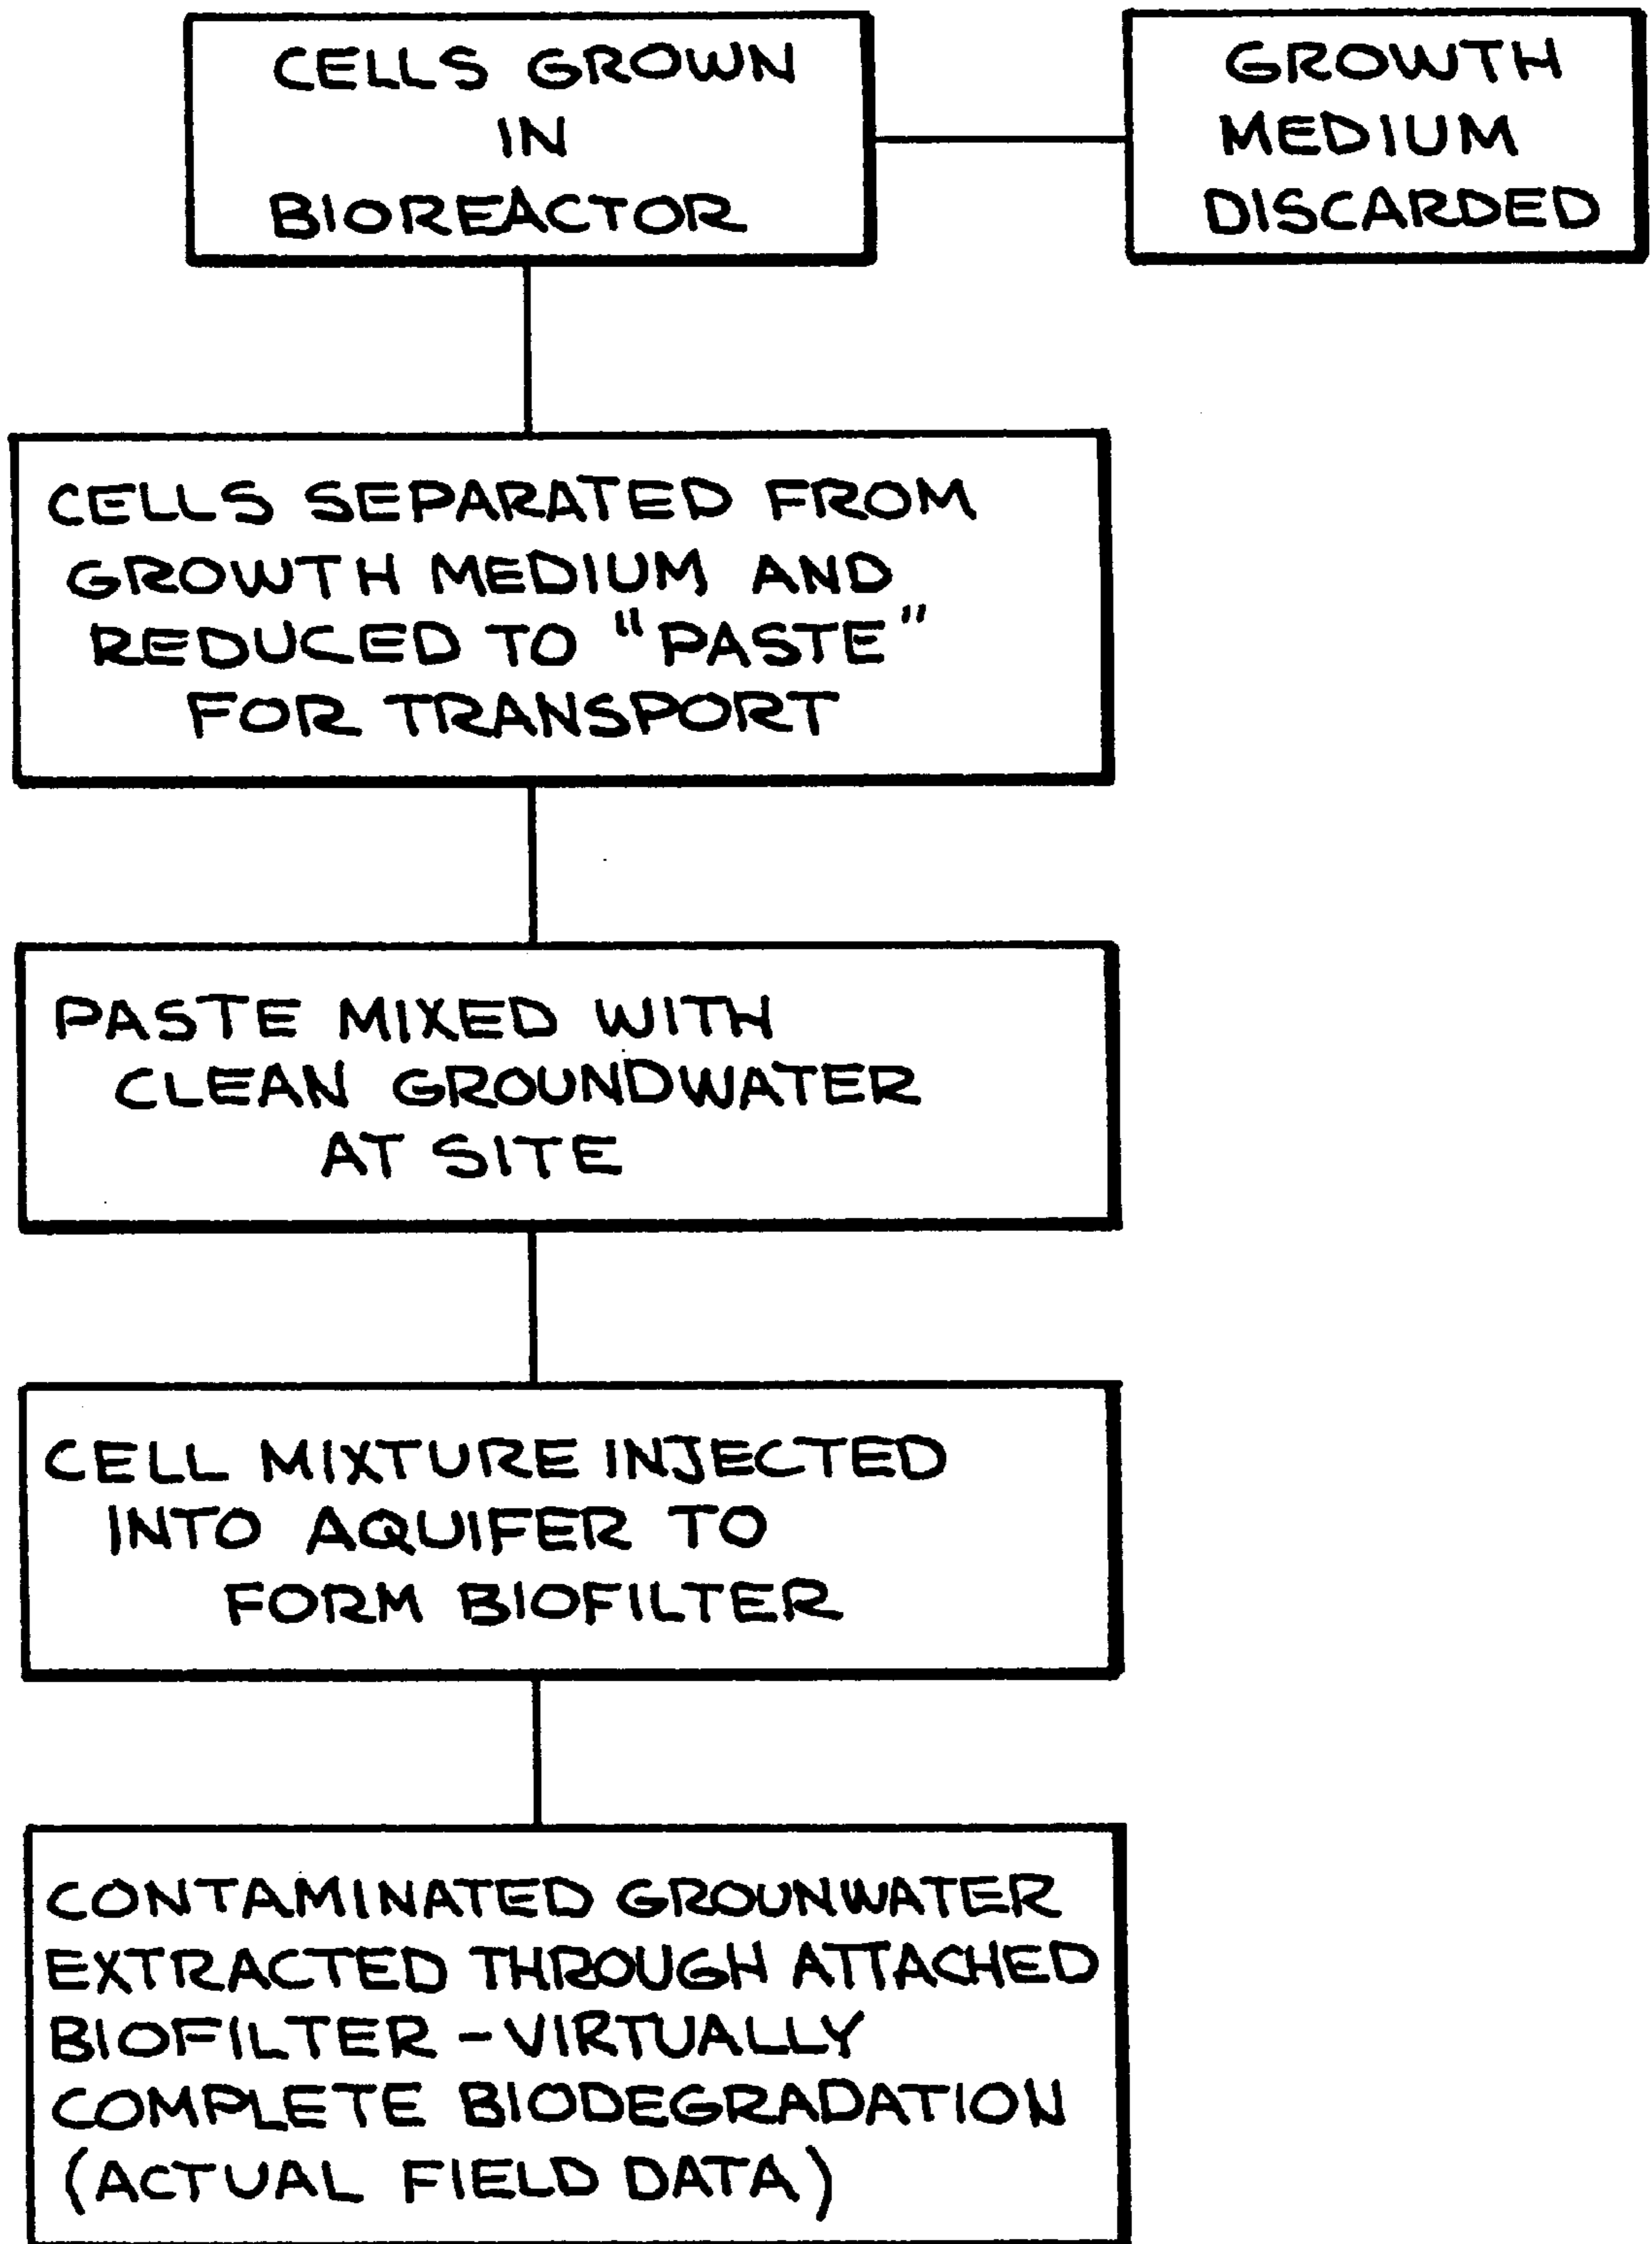 CELLS GROWN
IN
BIOREACTOR
GROWTH
MEDIUM
DISCARDED
CELLS SEPARATED FROM
GROWTH MEDIUM AND
REDUCED TO "PASTE"
FOR TRANSPORT
PASTE MIXED WITH
CLEAN GROUNDWATER
AT SITE
CELL MIXTURE INJECTED
INTO AQUIFER TO
FORM BIOFILTER
CONTAMINATED GROUNWATER
EXTRACTED THROUGH ATTACHED
BIOFILTER - VIRTUALLY
COMPLETE BIODEGRADATION
(ACTUAL FIELD DATA)